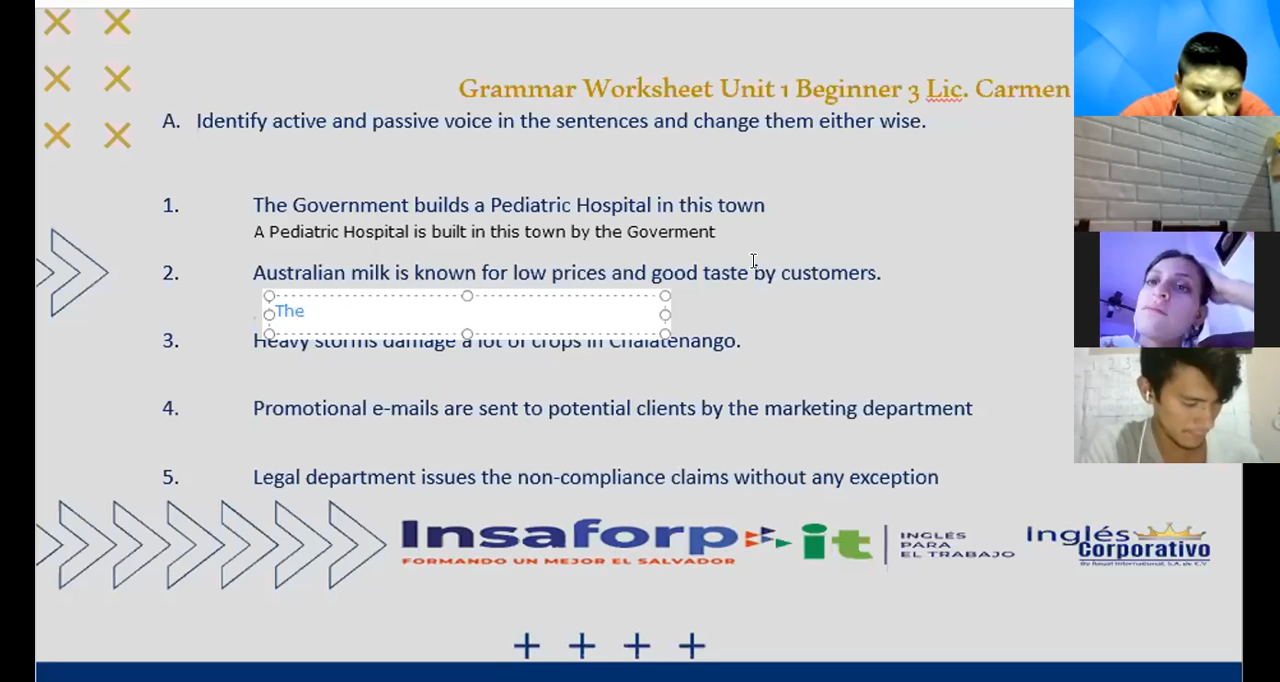 Grammar Worksheet Unit 1 Beginner 3 Lic. Carmen
A. Identify active and passive voice in the sentences and change them either wise.
1. The Government builds a Pediatric Hospital in this town
A Pediatric Hospital is built in this town by the Goverment
2. Australian milk is known for low prices and good taste by customers.
The
3. Heavy storms damage a lot of crops in Chalatenango.
4. Promotional e-mails are sent to potential clients by the marketing department
5. Legal department issues the non-compliance claims without any exception
Insaforp
FORMANDO UN MEJOR EL SALVADOR
it
INGLÉS
PARA
EL TRABAJO
Inglés
Corporativo
By Royal International, S.A. de C.V